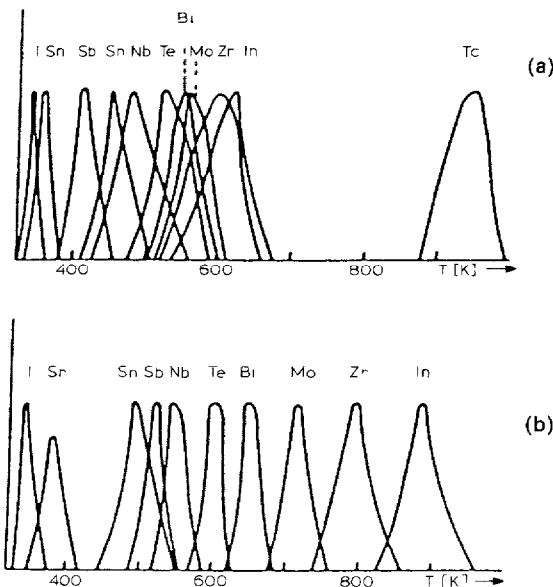 Bi
I Sn Sb Sn Nb Te Mo Zr In Tc
(a)
400 600 800 T [K]
(b)
I Sn Sn Sb Nb Te Bi Mo Zr In
400 600 800 T [K]